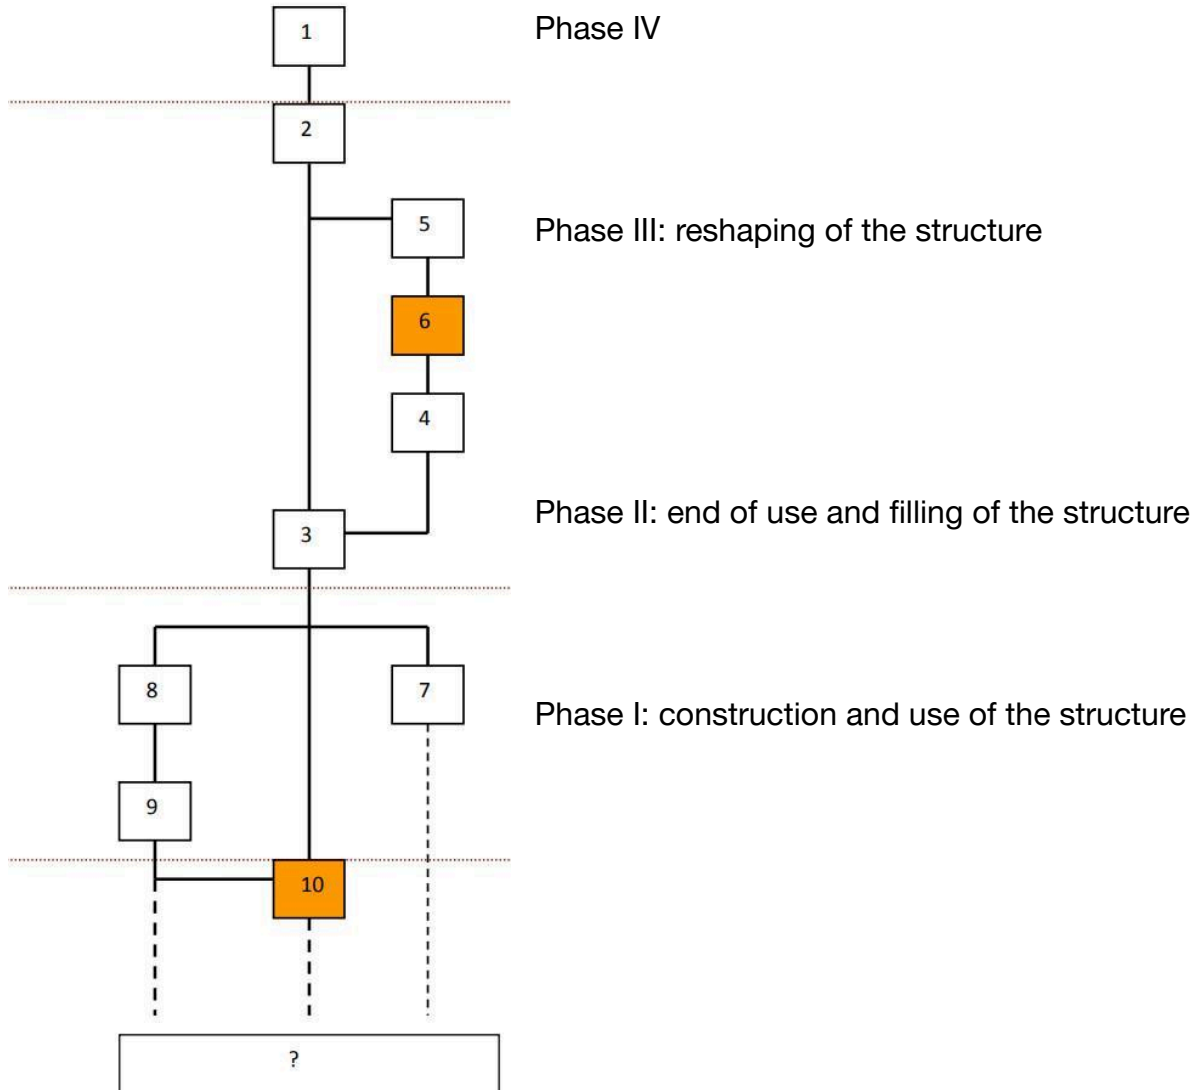 1
Phase IV
2
5
Phase III: reshaping of the structure
6
4
Phase II: end of use and filling of the structure
3
8
7
Phase I: construction and use of the structure
9
10
?